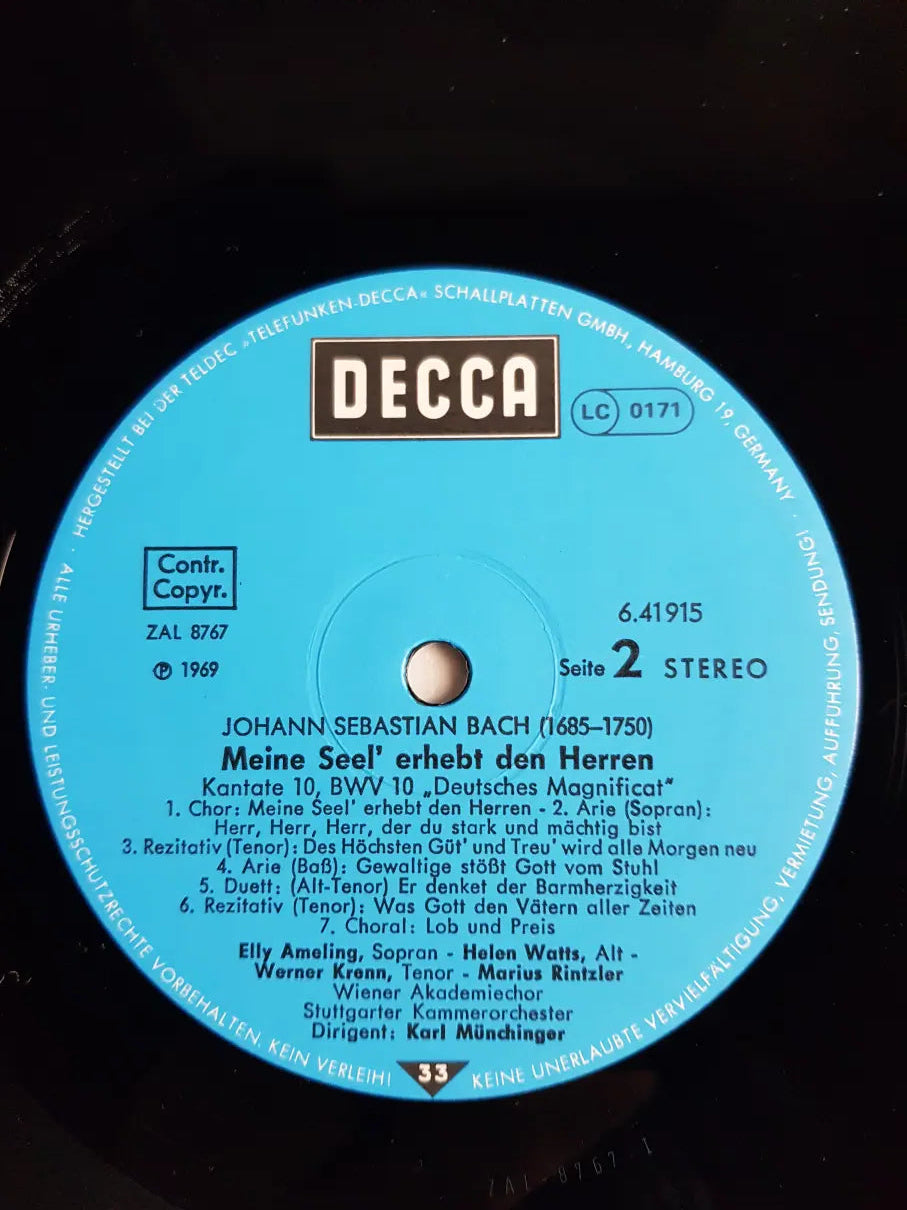 HERGESTELLT BEI DER TELDEC »TELEFUNKEN-DECCA« SCHALLPLATTEN GMBH., HAMBURG 19, GERMANY ·
DECCA
LC 0171
Contr.
Copyr.
ZAL 8767
℗ 1969
6.41915
Seite 2 STEREO
JOHANN SEBASTIAN BACH (1685–1750)
Meine Seel' erhebt den Herren
Kantate 10, BWV 10 „Deutsches Magnificat"
1. Chor: Meine Seel' erhebt den Herren - 2. Arie (Sopran):
Herr, Herr, Herr, der du stark und mächtig bist
3. Rezitativ (Tenor): Des Höchsten Güt' und Treu' wird alle Morgen neu
4. Arie (Baß): Gewaltige stößt Gott vom Stuhl
5. Duett: (Alt-Tenor) Er denket der Barmherzigkeit
6. Rezitativ (Tenor): Was Gott den Vätern aller Zeiten
7. Choral: Lob und Preis
Elly Ameling, Sopran - Helen Watts, Alt -
Werner Krenn, Tenor - Marius Rintzler
Wiener Akademiechor
Stuttgarter Kammerorchester
Dirigent: Karl Münchinger
· ALLE URHEBER- UND LEISTUNGSSCHUTZRECHTE VORBEHALTEN. KEIN VERLEIH!
33
KEINE UNERLAUBTE VERVIELFÄLTIGUNG, VERMIETUNG, AUFFÜHRUNG, SENDUNG!
ZAL-8767-1